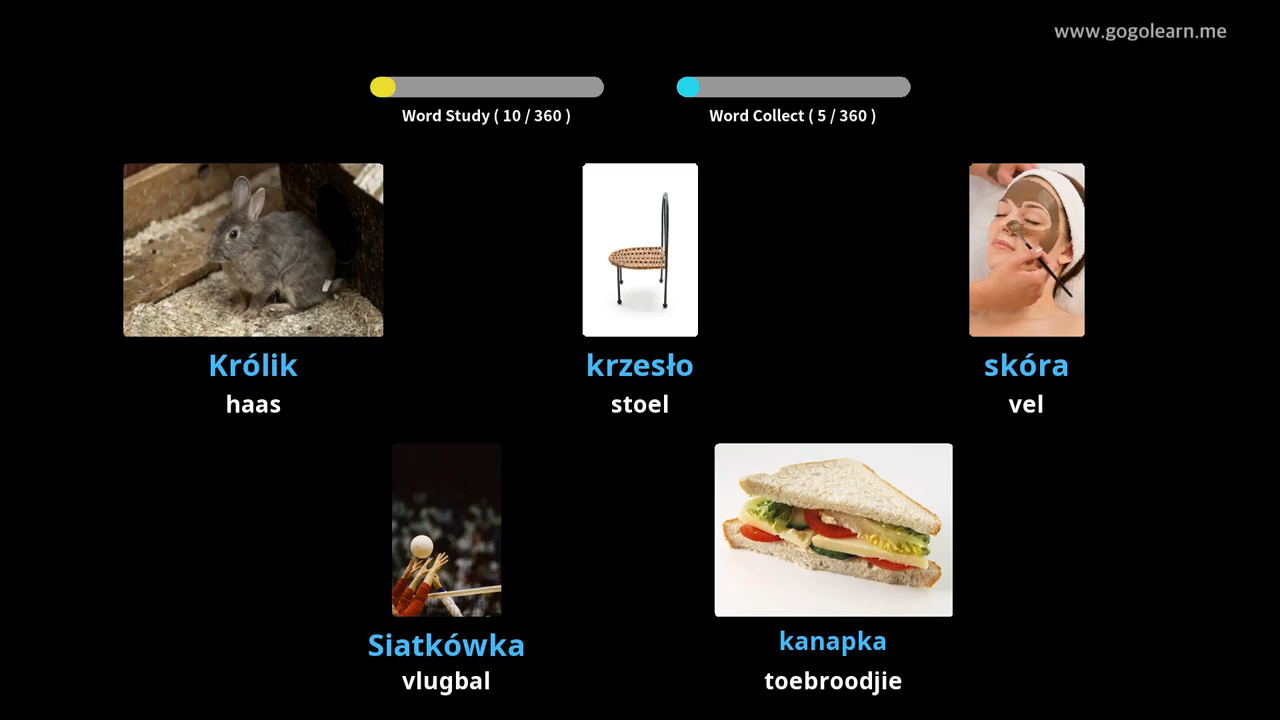 www.gogolearn.me
Word Study ( 10 / 360 )
Word Collect ( 5 / 360 )
Królik
haas
krzesło
stoel
skóra
vel
Siatkówka
vlugbal
kanapka
toebroodjie